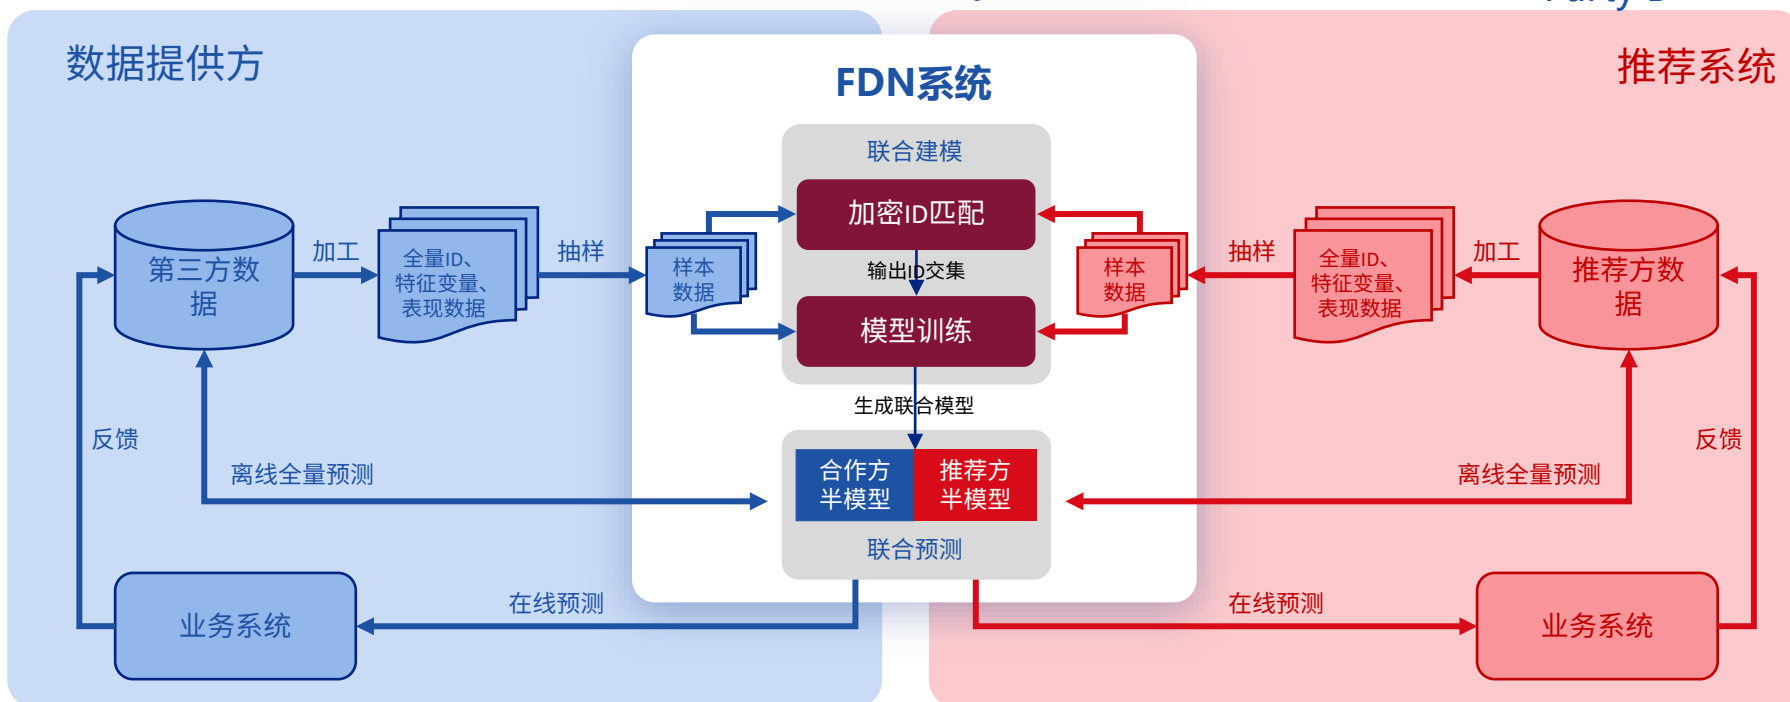 数据提供方
FDN系统
推荐系统
联合建模
加密ID匹配
输出ID交集
模型训练
生成联合模型
合作方
半模型
推荐方
半模型
联合预测
第三方数
据
加工
全量ID、
特征变量、
表现数据
抽样
样本
数据
样本
数据
抽样
全量ID、
特征变量、
表现数据
加工
推荐方数
据
反馈
离线全量预测
离线全量预测
反馈
业务系统
在线预测
在线预测
业务系统